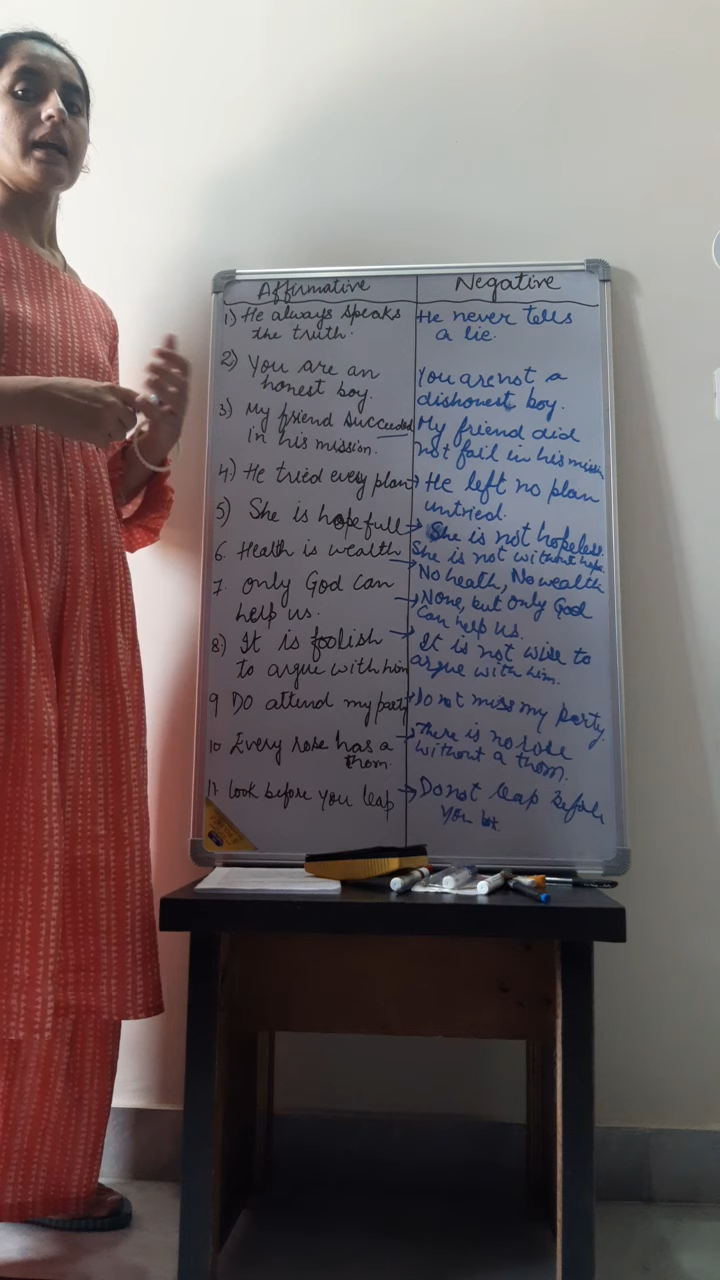 Affirmative
Negative
1) He always speaks
the truth.
He never tells
a lie.
2) You are an
honest boy.
You are not a
dishonest boy.
3) My friend succeeded
in his mission.
My friend did
not fail in his mission
4.) He tried every plan
He left no plan
untried.
5) She is hopefull
She is not hopeless.
She is not without hope.
6. Health is wealth
No health, No wealth
7. only God can
help us.
None, but only God
can help us.
8.) It is foolish
to argue with him
It is not wise to
argue with him.
9 DO attend my party
Do not miss my party.
10 Every rose has a
thorn.
There is no rose
without a thorn.
11. Look before you leap
Do not leap before
you